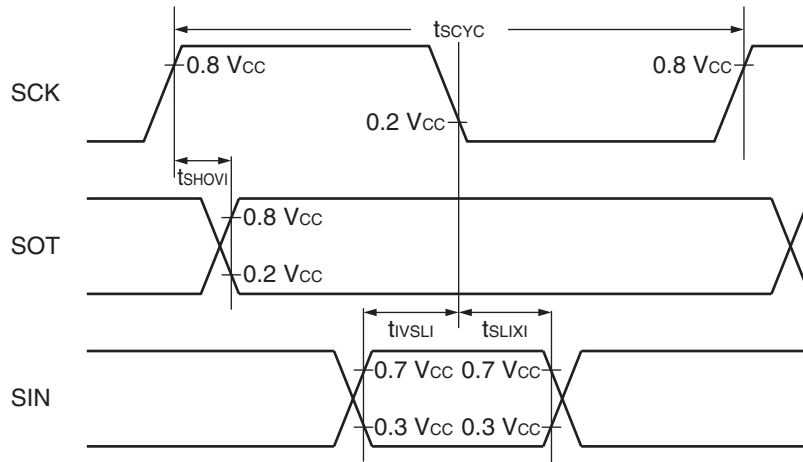 tSCYC
0.8 VCC 0.8 VCC
SCK
0.2 VCC
tSHOVI
0.8 VCC
SOT
0.2 VCC
tIVSLI tSLIXI
0.7 VCC 0.7 VCC
SIN
0.3 VCC 0.3 VCC